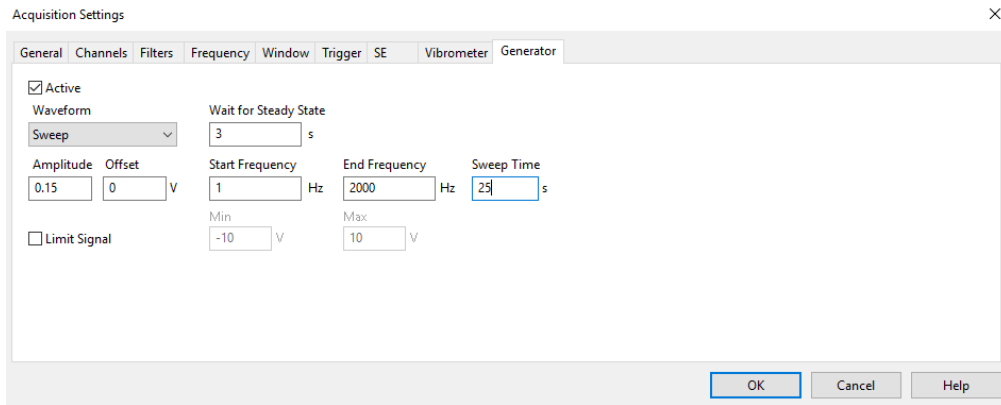 Acquisition Settings
General Channels Filters Frequency Window Trigger SE Vibrometer Generator
Active
Waveform Wait for Steady State
Sweep 3 s
Amplitude Offset Start Frequency End Frequency Sweep Time
0.15 0 V 1 Hz 2000 Hz 25 s
Min Max
Limit Signal -10 V 10 V
OK Cancel Help